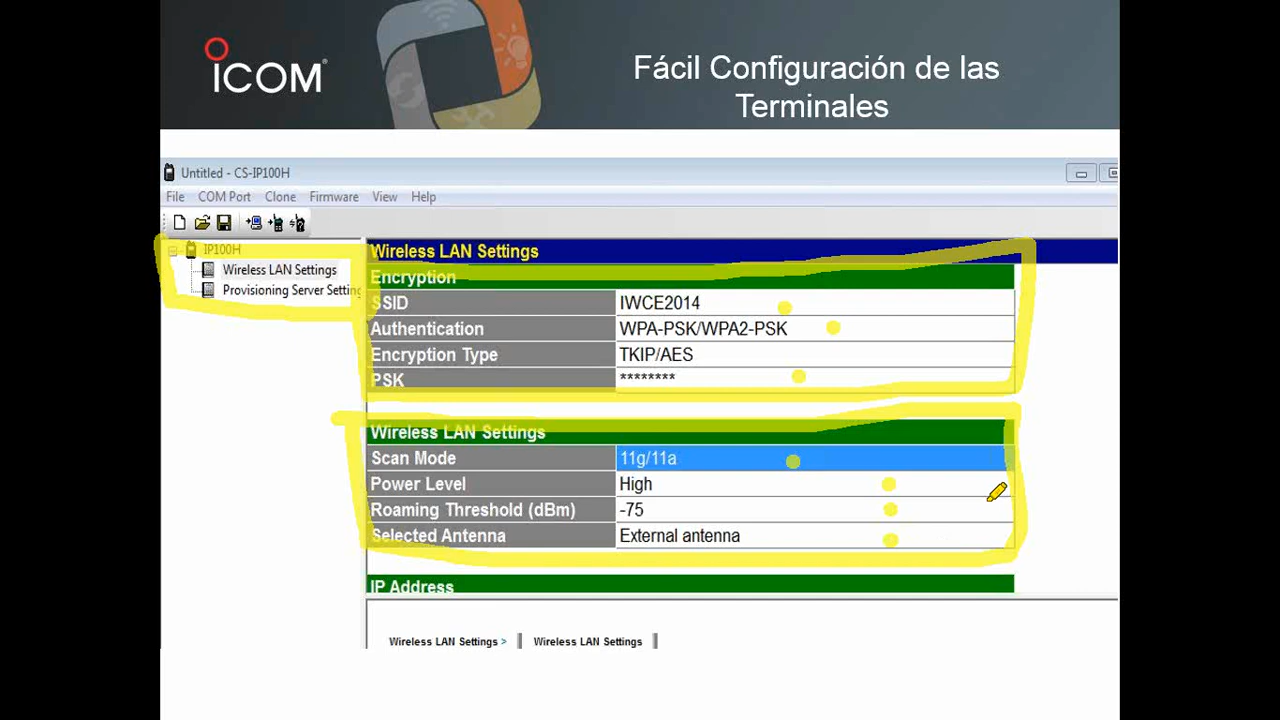 ICOM®
Fácil Configuración de las
Terminales
Untitled - CS-IP100H
File COM Port Clone Firmware View Help
IP100H
Wireless LAN Settings
Provisioning Server Setting
Wireless LAN Settings
Encryption
SSID IWCE2014
Authentication WPA-PSK/WPA2-PSK
Encryption Type TKIP/AES
PSK ********
Wireless LAN Settings
Scan Mode 11g/11a
Power Level High
Roaming Threshold (dBm) -75
Selected Antenna External antenna
IP Address
Wireless LAN Settings > Wireless LAN Settings